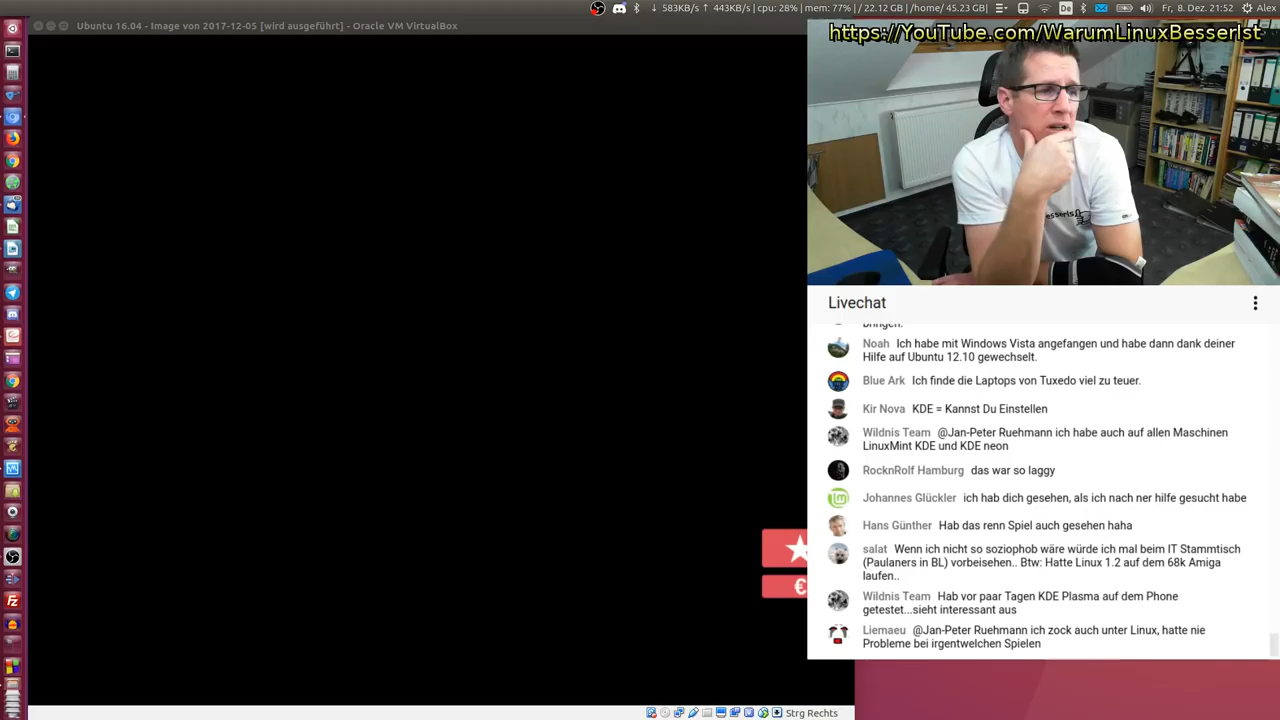 Ubuntu 16.04 - Image von 2017-12-05 [wird ausgeführt] - Oracle VM VirtualBox
↓ 583KB/s ↑ 443KB/s cpu: 28% mem: 77% // 22.12 GB /home/ 45.23 GB
De
Fr, 8. Dez, 21:52
Alex
https://YouTube.com/WarumLinuxBesserIst
Livechat
bringen.
Noah Ich habe mit Windows Vista angefangen und habe dann dank deiner
Hilfe auf Ubuntu 12.10 gewechselt.
Blue Ark Ich finde die Laptops von Tuxedo viel zu teuer.
Kir Nova KDE = Kannst Du Einstellen
Wildnis Team @Jan-Peter Ruehmann ich habe auch auf allen Maschinen
LinuxMint KDE und KDE neon
RocknRolf Hamburg das war so laggy
Johannes Glückler ich hab dich gesehen, als ich nach ner hilfe gesucht habe
Hans Günther Hab das renn Spiel auch gesehen haha
salat Wenn ich nicht so soziophob wäre würde ich mal beim IT Stammtisch
(Paulaners in BL) vorbeisehen.. Btw: Hatte Linux 1.2 auf dem 68k Amiga
laufen..
Wildnis Team Hab vor paar Tagen KDE Plasma auf dem Phone
getestet...sieht interessant aus
Liemaeu @Jan-Peter Ruehmann ich zock auch unter Linux, hatte nie
Probleme bei irgentwelchen Spielen
€
Strg Rechts